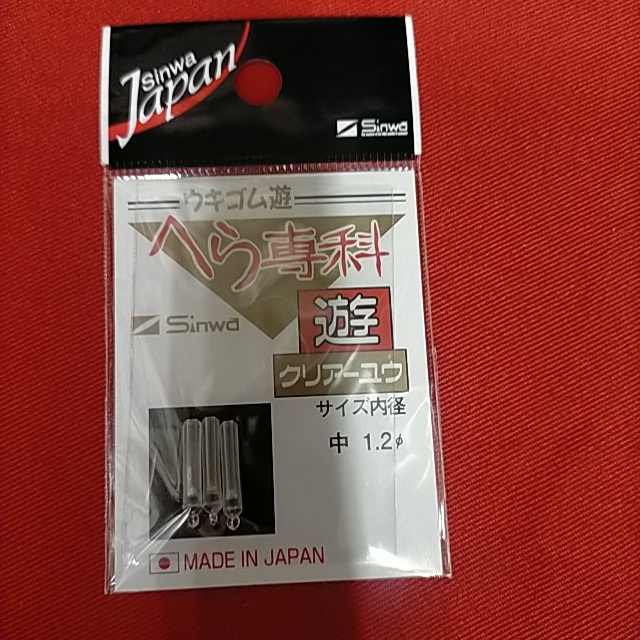 Sinwa
Japan
Sinwa
ウキゴム遊
へら専科
Sinwa
遊
クリアーユウ
サイズ内径
中 1.2φ
MADE IN JAPAN